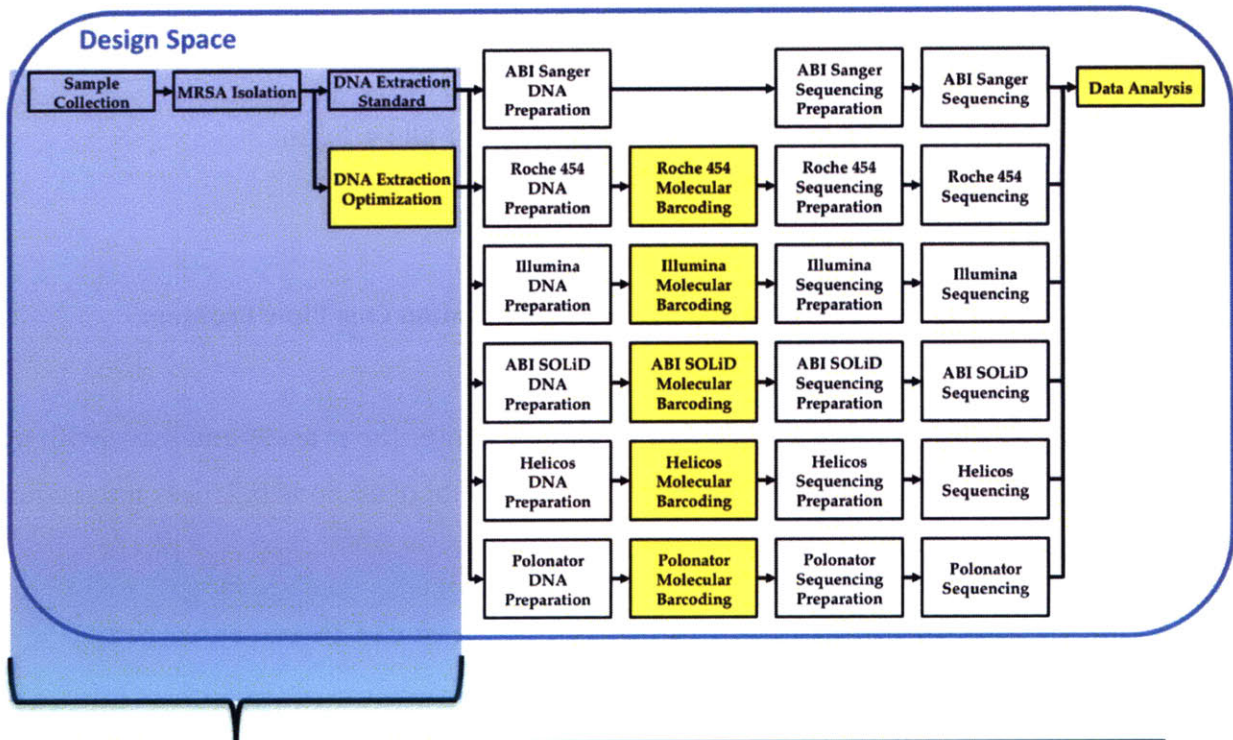 Design Space
Sample
Collection
MRSA Isolation
DNA Extraction
Standard
DNA Extraction
Optimization
ABI Sanger
DNA
Preparation
ABI Sanger
Sequencing
Preparation
ABI Sanger
Sequencing
Data Analysis
Roche 454
DNA
Preparation
Roche 454
Molecular
Barcoding
Roche 454
Sequencing
Preparation
Roche 454
Sequencing
Illumina
DNA
Preparation
Illumina
Molecular
Barcoding
Illumina
Sequencing
Preparation
Illumina
Sequencing
ABI SOLiD
DNA
Preparation
ABI SOLiD
Molecular
Barcoding
ABI SOLiD
Sequencing
Preparation
ABI SOLiD
Sequencing
Helicos
DNA
Preparation
Helicos
Molecular
Barcoding
Helicos
Sequencing
Preparation
Helicos
Sequencing
Polonator
DNA
Preparation
Polonator
Molecular
Barcoding
Polonator
Sequencing
Preparation
Polonator
Sequencing